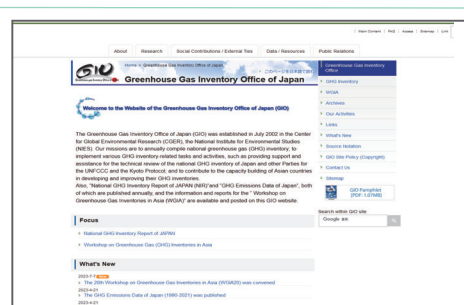 Main Content | FAQ | Access | Sitemap | Link
About Research Social Contributions / External Ties Data / Resources Public Relations
Home > Greenhouse Gas Inventory Office of Japan
このページを日本語で読む
GIO Greenhouse Gas Inventory Office of Japan
Greenhouse Gas Inventory Office
GHG Inventory
WGIA
Archives
Our Activities
Links
What's New
Source Notation
GIO Site Policy (Copyright)
Contact Us
Sitemap
GIO Pamphlet
(PDF: 1.07MB)
Search within GIO site
Google
Welcome to the Website of the Greenhouse Gas Inventory Office of Japan (GIO)
The Greenhouse Gas Inventory Office of Japan (GIO) was established in July 2002 in the Center
for Global Environmental Research (CGER), the National Institute for Environmental Studies
(NIES). Our missions are to annually compile national greenhouse gas (GHG) inventory; to
implement various GHG inventory-related tasks and activities, such as providing support and
assistance for the technical review of the national GHG inventory of Japan and other Parties for
the UNFCCC and the Kyoto Protocol; and to contribute to the capacity building of Asian countries
in developing and improving their GHG inventories.
Also, "National GHG Inventory Report of JAPAN (NIR)"and "GHG Emissions Data of Japan", both
of which are published annually, and the information and reports for the " Workshop on
Greenhouse Gas Inventories in Asia (WGIA)" are available and posted on this GIO website.
Focus
National GHG Inventory Report of JAPAN
Workshop on Greenhouse Gas (GHG) Inventories in Asia
What's New
2023-7-7
The 20th Workshop on Greenhouse Gas Inventories in Asia (WGIA20) was convened
2023-4-21
The GHG Emissions Data of Japan (1990-2021) was published
2023-4-21